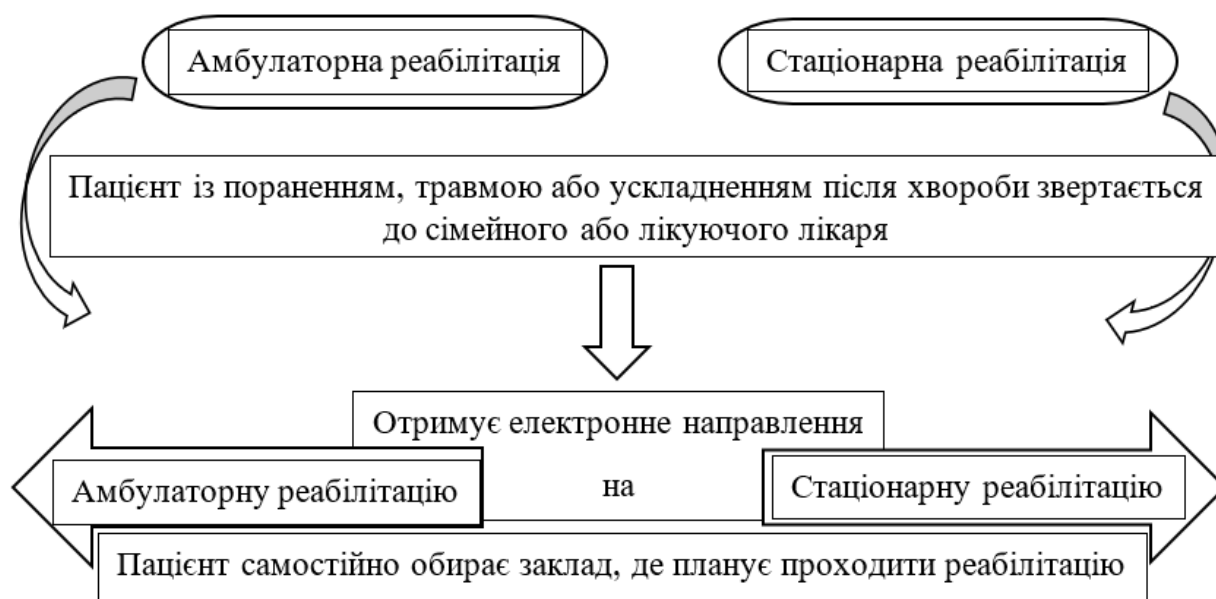 Амбулаторна реабілітація
Стаціонарна реабілітація
Пацієнт із пораненням, травмою або ускладненням після хвороби звертається
до сімейного або лікуючого лікаря
Отримує електронне направлення
Амбулаторну реабілітацію
на
Стаціонарну реабілітацію
Пацієнт самостійно обирає заклад, де планує проходити реабілітацію